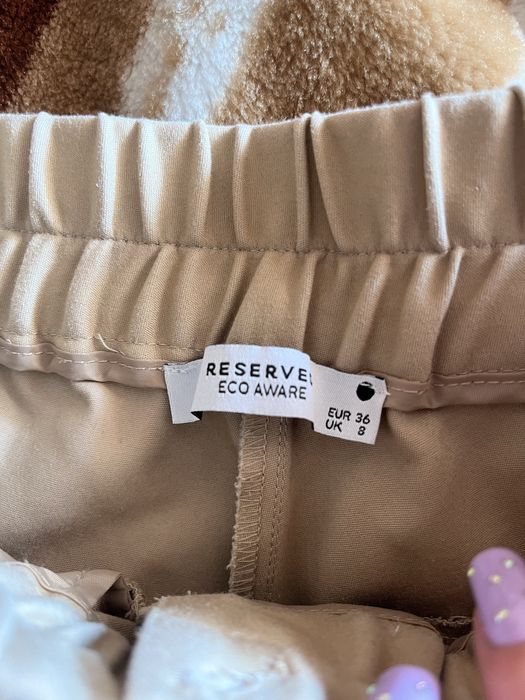 RESERVED
ECO AWARE
EUR 36
UK 8